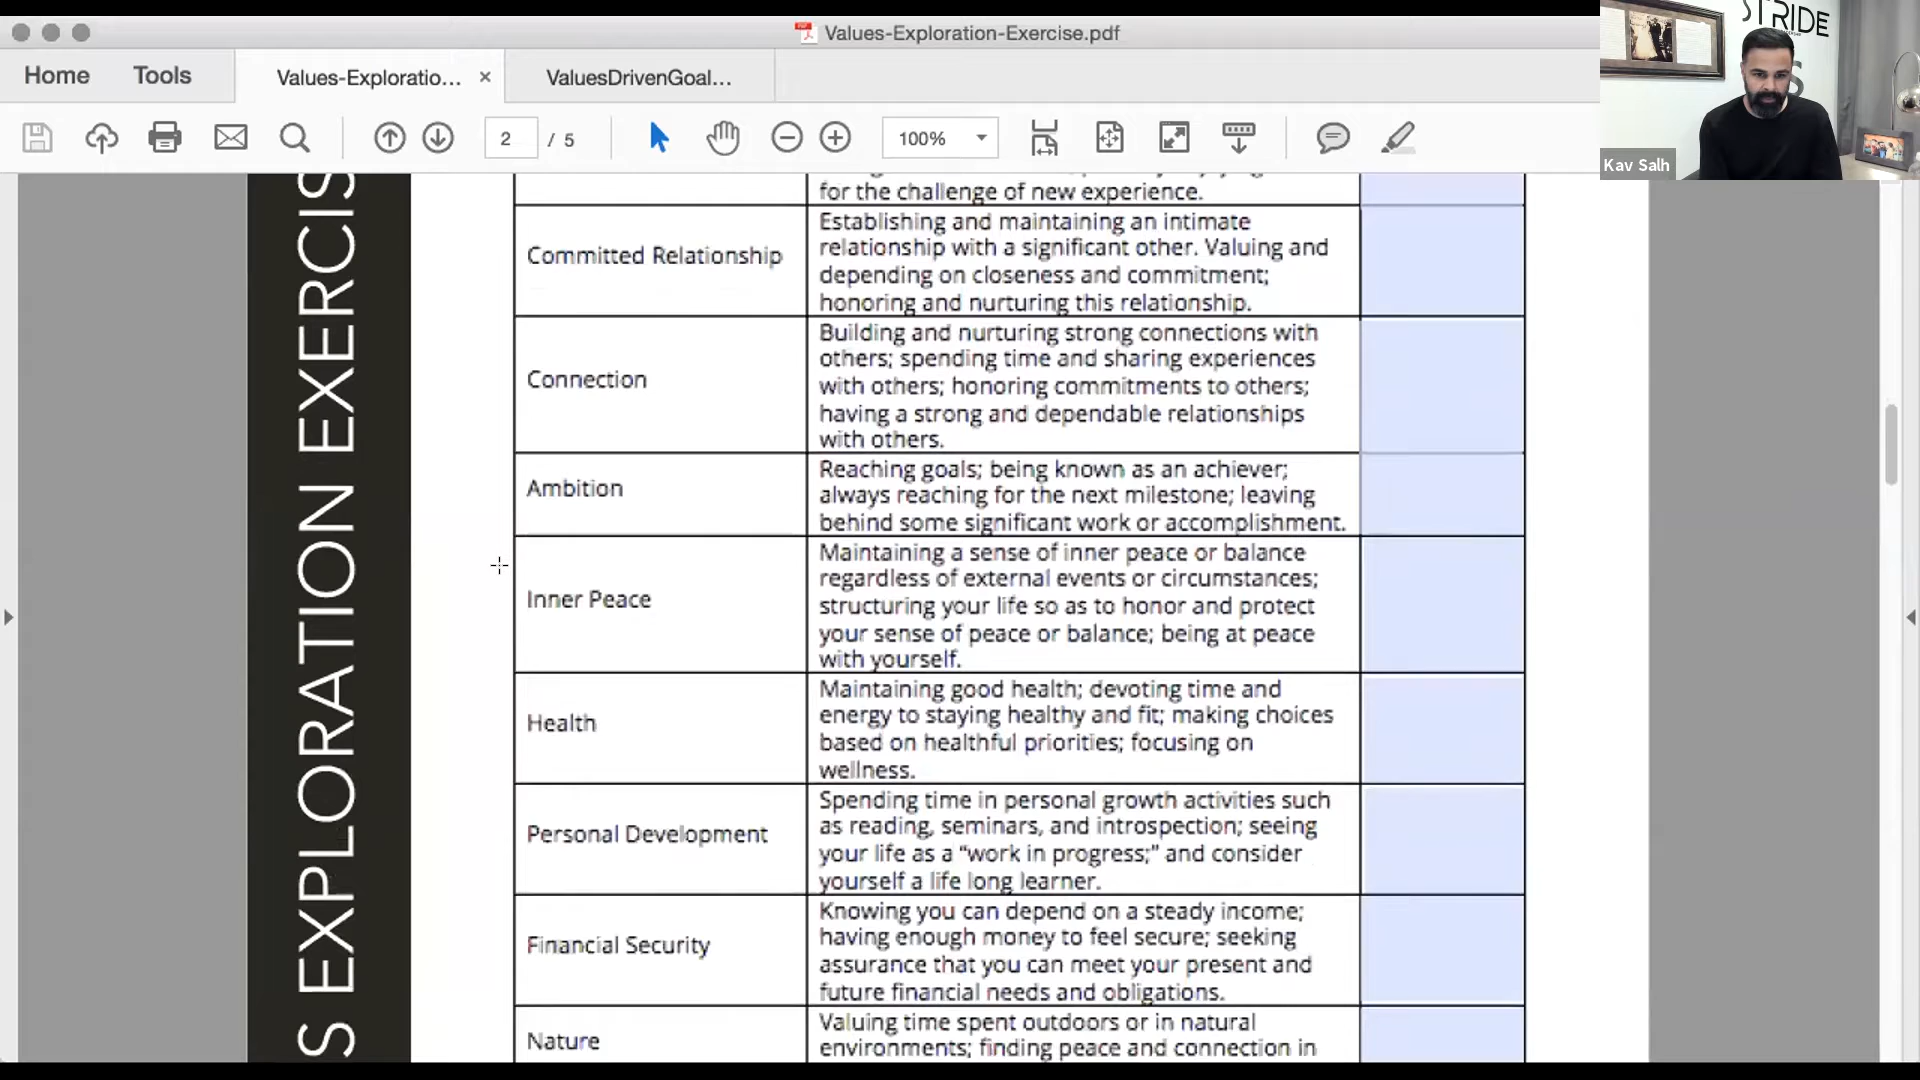 Values-Exploration-Exercise.pdf
STRIDE
Home
Tools
Values-Exploratio...
ValuesDrivenGoal...
2
/ 5
100%
Kav Salh
S EXPLORATION EXERCIS
for the challenge of new experience.
Committed Relationship
Establishing and maintaining an intimate
relationship with a significant other. Valuing and
depending on closeness and commitment;
honoring and nurturing this relationship.
Connection
Building and nurturing strong connections with
others; spending time and sharing experiences
with others; honoring commitments to others;
having a strong and dependable relationships
with others.
Ambition
Reaching goals; being known as an achiever;
always reaching for the next milestone; leaving
behind some significant work or accomplishment.
Inner Peace
Maintaining a sense of inner peace or balance
regardless of external events or circumstances;
structuring your life so as to honor and protect
your sense of peace or balance; being at peace
with yourself.
Health
Maintaining good health; devoting time and
energy to staying healthy and fit; making choices
based on healthful priorities; focusing on
wellness.
Personal Development
Spending time in personal growth activities such
as reading, seminars, and introspection; seeing
your life as a “work in progress;” and consider
yourself a life long learner.
Financial Security
Knowing you can depend on a steady income;
having enough money to feel secure; seeking
assurance that you can meet your present and
future financial needs and obligations.
Nature
Valuing time spent outdoors or in natural
environments; finding peace and connection in